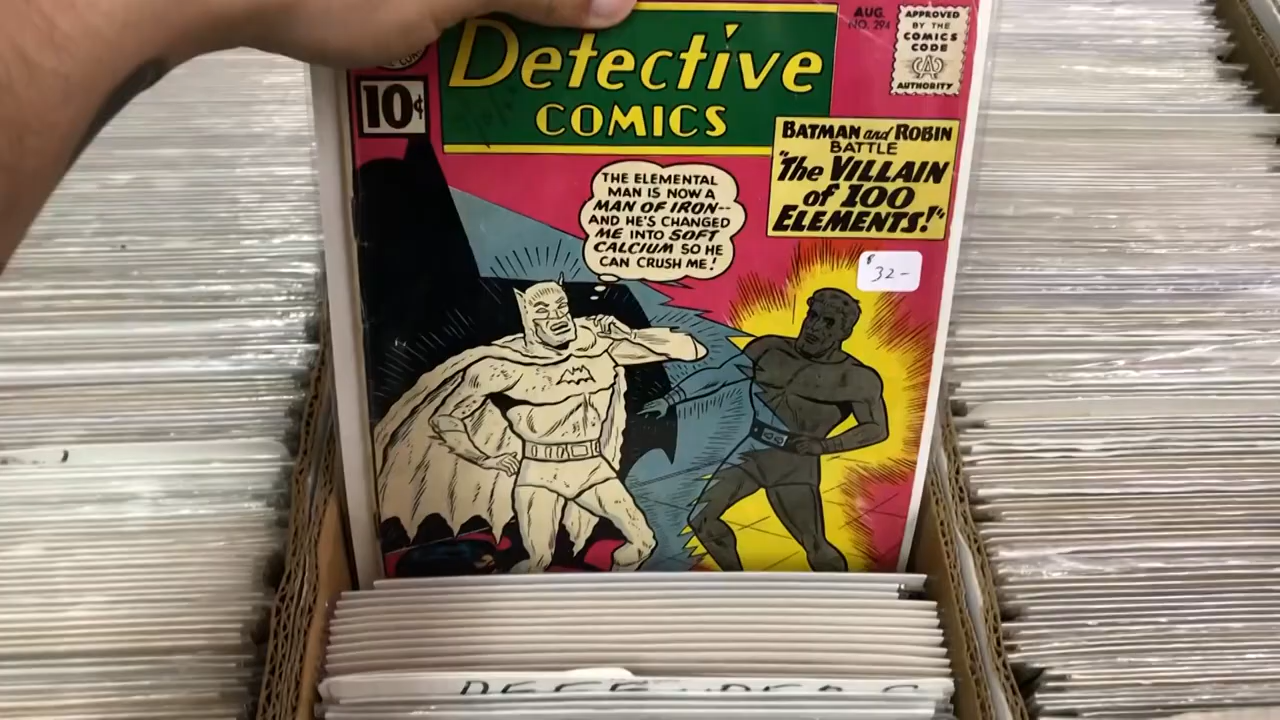 Detective
COMICS
10¢
AUG.
NO. 294
APPROVED
BY THE
COMICS
CODE
CA
AUTHORITY
BATMAN and ROBIN
BATTLE
"The VILLAIN
of 100
ELEMENTS!"
THE ELEMENTAL
MAN IS NOW A
MAN OF IRON--
AND HE'S CHANGED
ME INTO SOFT
CALCIUM SO HE
CAN CRUSH ME!
$32-